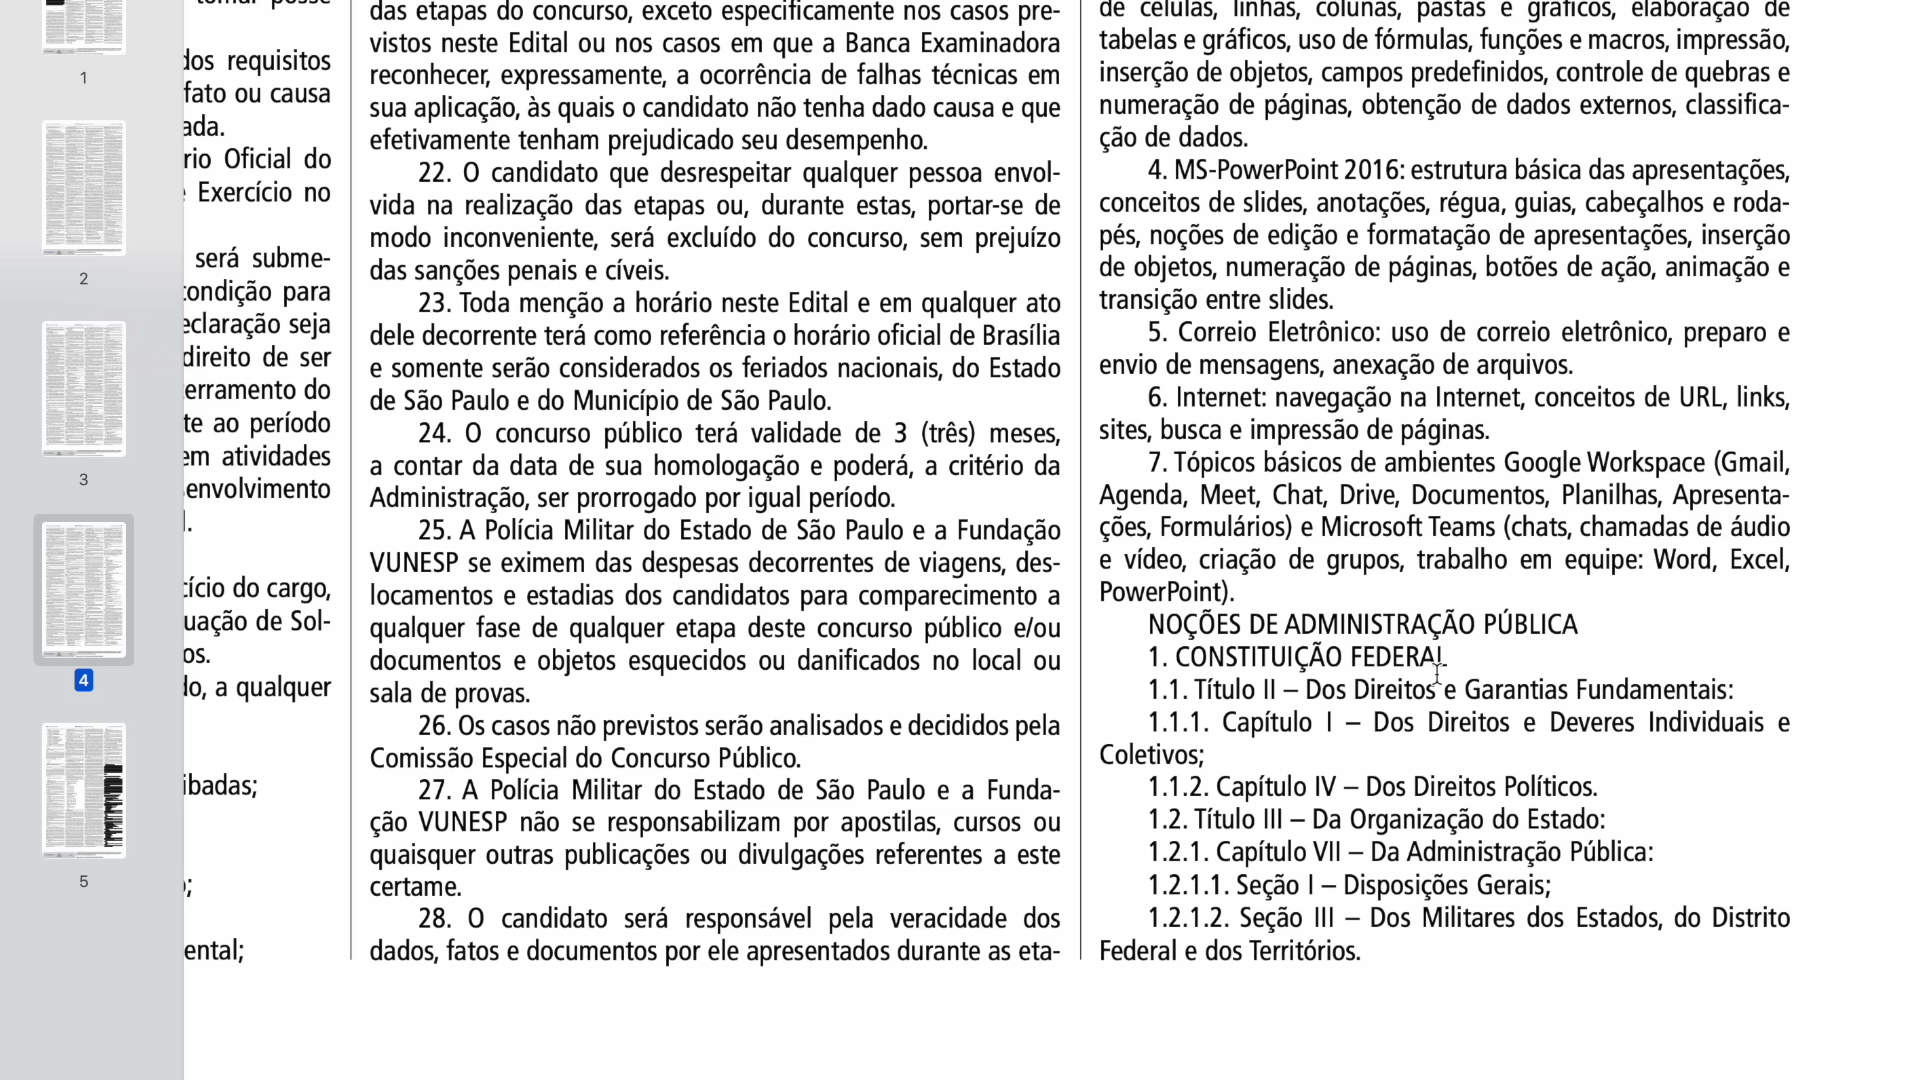 1
2
3
4
5
tomar posse
dos requisitos
fato ou causa
ada.
rio Oficial do
Exercício no
será subme-
condição para
eclaração seja
direito de ser
erramento do
te ao período
em atividades
senvolvimento
l.
cício do cargo,
uação de Sol-
os.
do, a qualquer
ibadas;
o;
ental;
das etapas do concurso, exceto especificamente nos casos pre-
vistos neste Edital ou nos casos em que a Banca Examinadora
reconhecer, expressamente, a ocorrência de falhas técnicas em
sua aplicação, às quais o candidato não tenha dado causa e que
efetivamente tenham prejudicado seu desempenho.
22. O candidato que desrespeitar qualquer pessoa envol-
vida na realização das etapas ou, durante estas, portar-se de
modo inconveniente, será excluído do concurso, sem prejuízo
das sanções penais e cíveis.
23. Toda menção a horário neste Edital e em qualquer ato
dele decorrente terá como referência o horário oficial de Brasília
e somente serão considerados os feriados nacionais, do Estado
de São Paulo e do Município de São Paulo.
24. O concurso público terá validade de 3 (três) meses,
a contar da data de sua homologação e poderá, a critério da
Administração, ser prorrogado por igual período.
25. A Polícia Militar do Estado de São Paulo e a Fundação
VUNESP se eximem das despesas decorrentes de viagens, des-
locamentos e estadias dos candidatos para comparecimento a
qualquer fase de qualquer etapa deste concurso público e/ou
documentos e objetos esquecidos ou danificados no local ou
sala de provas.
26. Os casos não previstos serão analisados e decididos pela
Comissão Especial do Concurso Público.
27. A Polícia Militar do Estado de São Paulo e a Funda-
ção VUNESP não se responsabilizam por apostilas, cursos ou
quaisquer outras publicações ou divulgações referentes a este
certame.
28. O candidato será responsável pela veracidade dos
dados, fatos e documentos por ele apresentados durante as eta-
de células, linhas, colunas, pastas e gráficos, elaboração de
tabelas e gráficos, uso de fórmulas, funções e macros, impressão,
inserção de objetos, campos predefinidos, controle de quebras e
numeração de páginas, obtenção de dados externos, classifica-
ção de dados.
4. MS-PowerPoint 2016: estrutura básica das apresentações,
conceitos de slides, anotações, régua, guias, cabeçalhos e roda-
pés, noções de edição e formatação de apresentações, inserção
de objetos, numeração de páginas, botões de ação, animação e
transição entre slides.
5. Correio Eletrônico: uso de correio eletrônico, preparo e
envio de mensagens, anexação de arquivos.
6. Internet: navegação na Internet, conceitos de URL, links,
sites, busca e impressão de páginas.
7. Tópicos básicos de ambientes Google Workspace (Gmail,
Agenda, Meet, Chat, Drive, Documentos, Planilhas, Apresenta-
ções, Formulários) e Microsoft Teams (chats, chamadas de áudio
e vídeo, criação de grupos, trabalho em equipe: Word, Excel,
PowerPoint).
NOÇÕES DE ADMINISTRAÇÃO PÚBLICA
1. CONSTITUIÇÃO FEDERAL
1.1. Título II – Dos Direitos e Garantias Fundamentais:
1.1.1. Capítulo I – Dos Direitos e Deveres Individuais e
Coletivos;
1.1.2. Capítulo IV – Dos Direitos Políticos.
1.2. Título III – Da Organização do Estado:
1.2.1. Capítulo VII – Da Administração Pública:
1.2.1.1. Seção I – Disposições Gerais;
1.2.1.2. Seção III – Dos Militares dos Estados, do Distrito
Federal e dos Territórios.